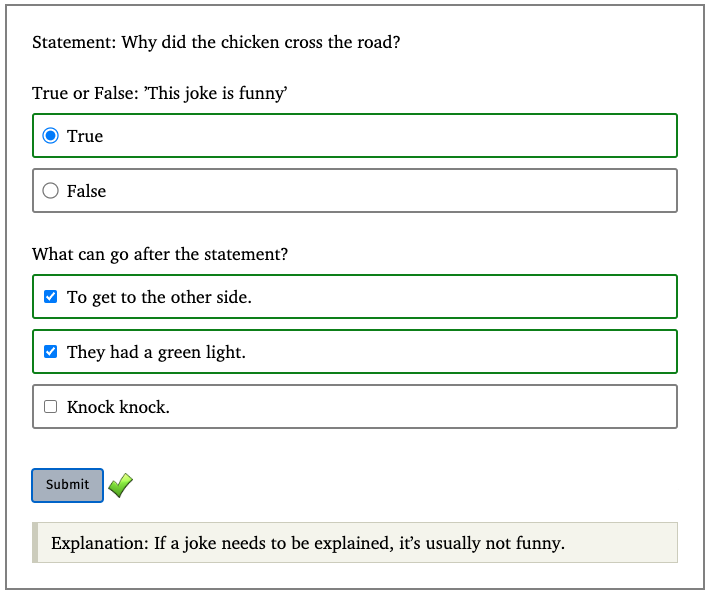 Statement: Why did the chicken cross the road?
True or False: ’This joke is funny’
True
False
What can go after the statement?
To get to the other side.
They had a green light.
Knock knock.
Submit
Explanation: If a joke needs to be explained, it’s usually not funny.